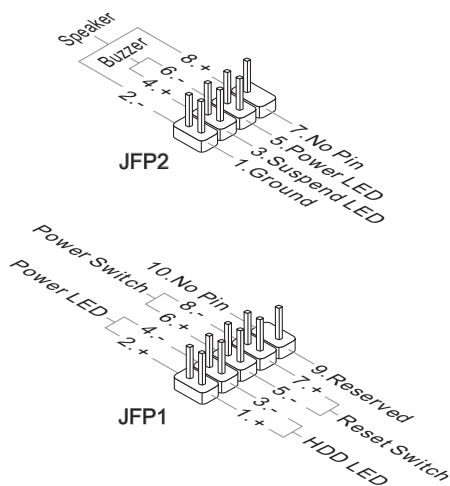 Speaker
Buzzer
8.+
6.-
4.+
2.-
7.No Pin
5.Power LED
3.Suspend LED
1.Ground
JFP2
Power Switch
Power LED
10.No Pin
8.-
6.+
4.-
2.+
9.Reserved
7.+
5.-
3.-
1.+
Reset Switch
HDD LED
JFP1